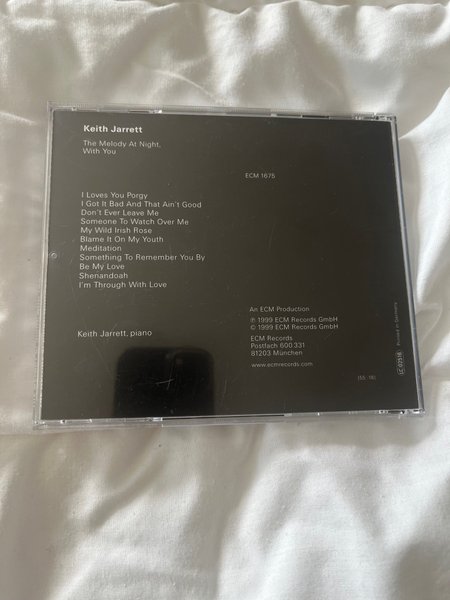 Keith Jarrett
The Melody At Night,
With You
ECM 1675
I Loves You Porgy
I Got It Bad And That Ain't Good
Don't Ever Leave Me
Someone To Watch Over Me
My Wild Irish Rose
Blame It On My Youth
Meditation
Something To Remember You By
Be My Love
Shenandoah
I'm Through With Love
Keith Jarrett, piano
An ECM Production
℗ 1999 ECM Records GmbH
© 1999 ECM Records GmbH
ECM Records
Postfach 600 331
81203 München
www.ecmrecords.com
Printed in Germany
LC 02516